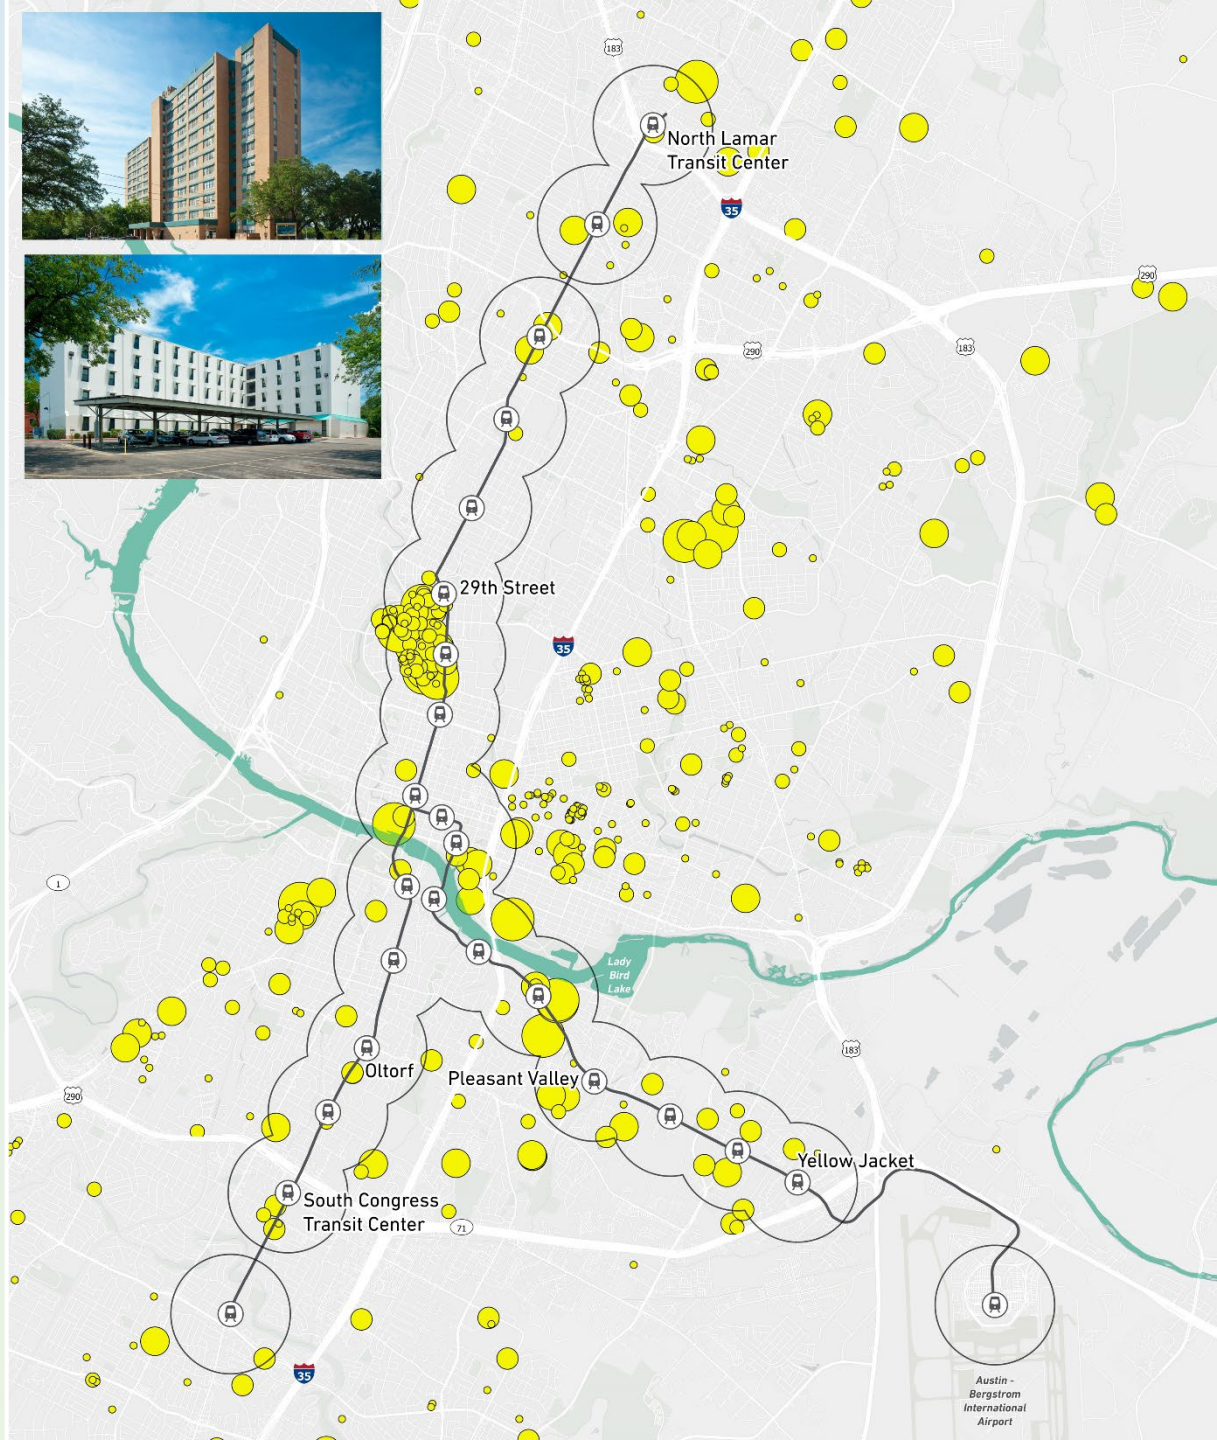 183
North Lamar
Transit Center
35
290
290
183
29th Street
35
1
Lady
Bird
Lake
183
Oltorf
Pleasant Valley
290
Yellow Jacket
South Congress
Transit Center
71
35
Austin -
Bergstrom
International
Airport